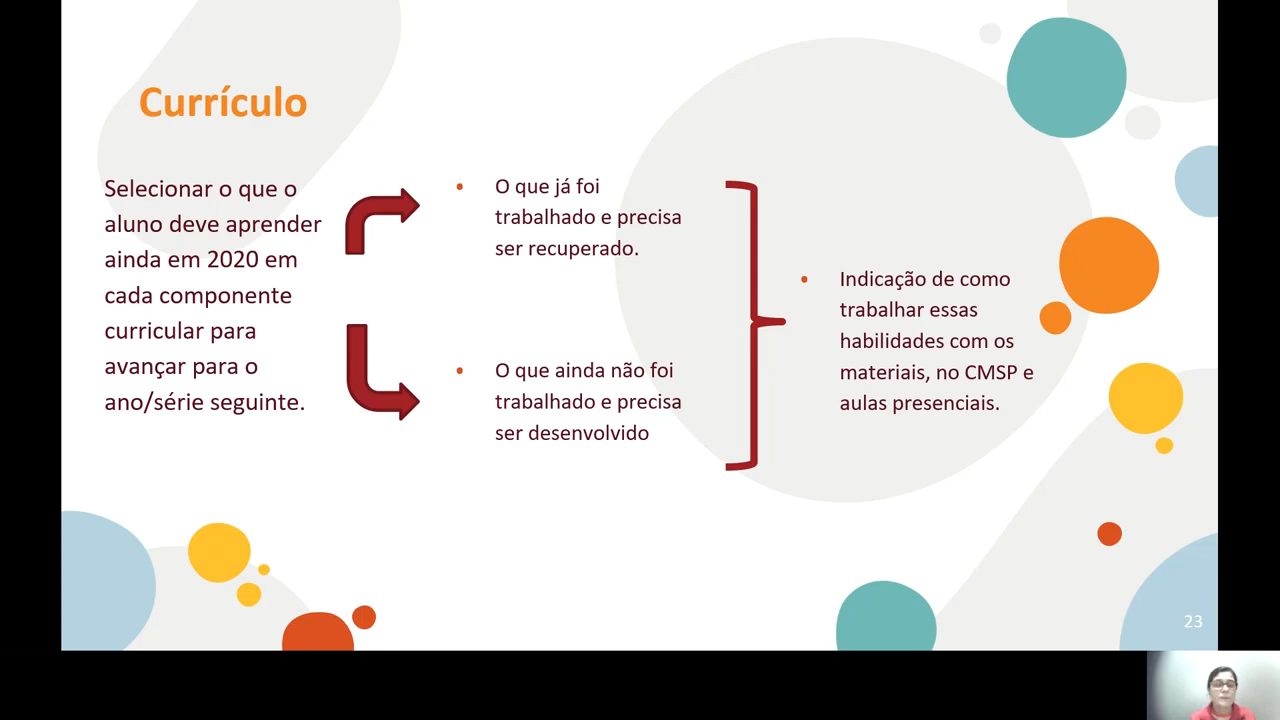 Currículo
Selecionar o que o
aluno deve aprender
ainda em 2020 em
cada componente
curricular para
avançar para o
ano/série seguinte.
• O que já foi
trabalhado e precisa
ser recuperado.
• O que ainda não foi
trabalhado e precisa
ser desenvolvido
• Indicação de como
trabalhar essas
habilidades com os
materiais, no CMSP e
aulas presenciais.
23